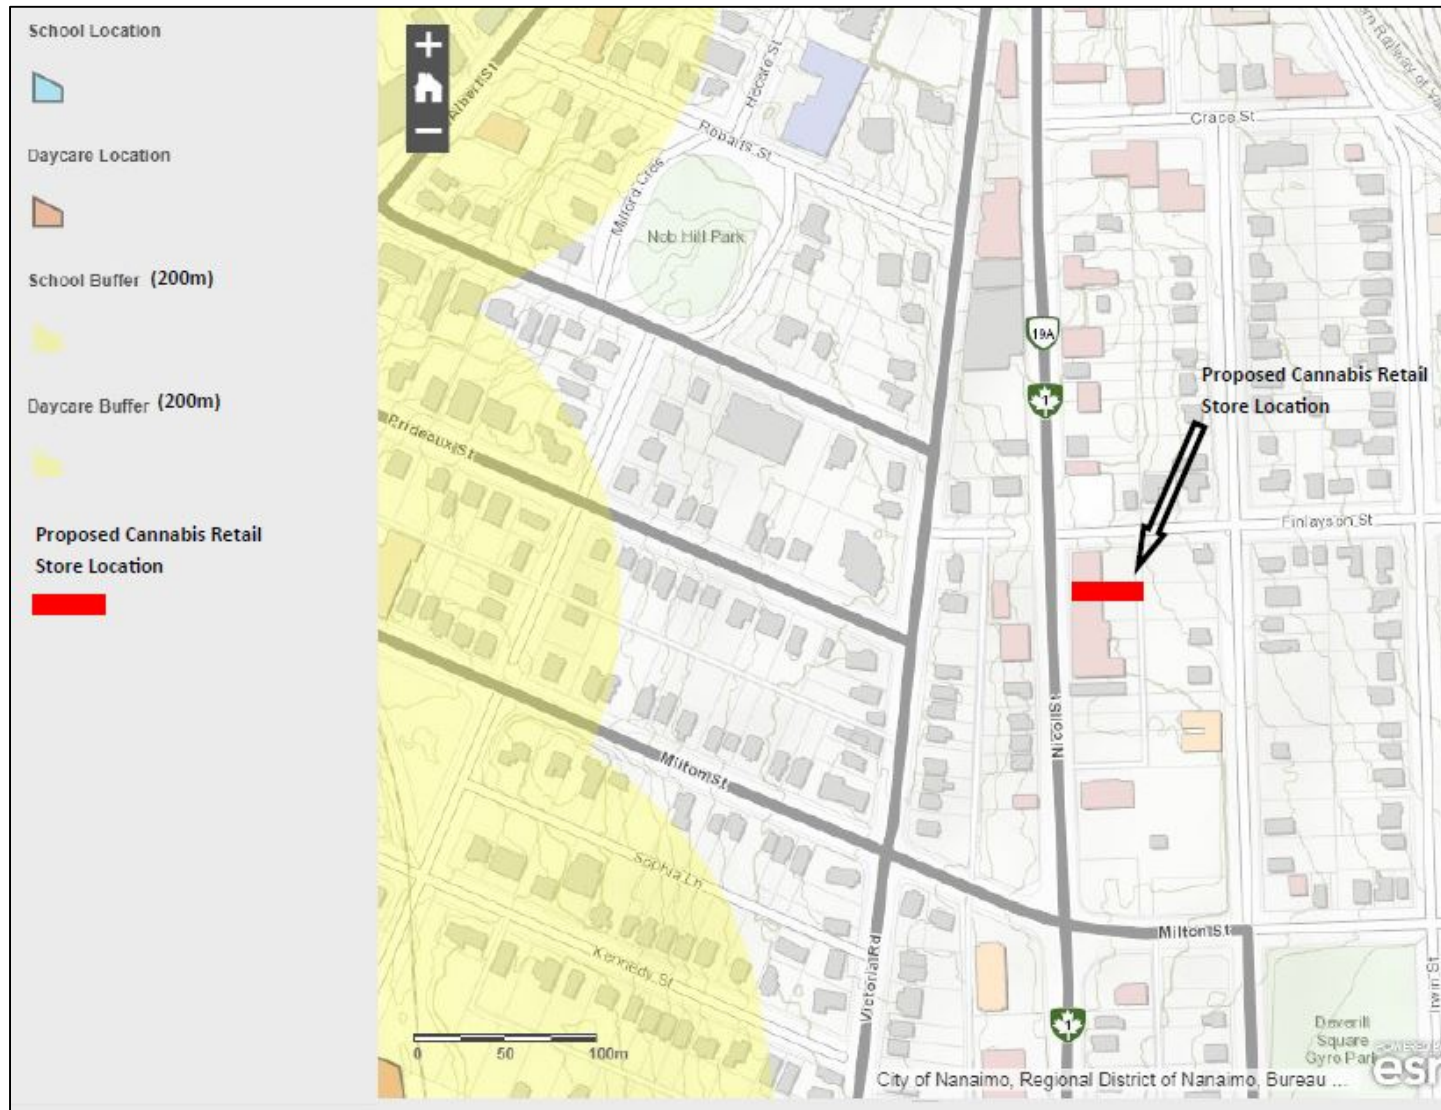 School Location
Daycare Location
School Buffer (200m)
Daycare Buffer (200m)
Proposed Cannabis Retail
Store Location
+
−
Albert St
Hecate St
Robarts St
Milford Cres
Nob Hill Park
Crace St
19A
1
Proposed Cannabis Retail
Store Location
Prideaux St
Finlayson St
Nicol St
Milton St
Sophia Ln
Kennedy St
Victoria Rd
Milton St
Irwin St
1
Deverill
Square
Gyro Park
0 50 100m
City of Nanaimo, Regional District of Nanaimo, Bureau ...
POWERED BY
esri